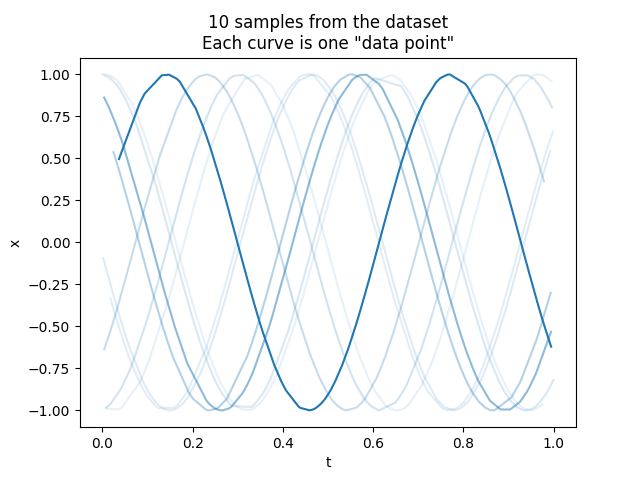 10 samples from the dataset
Each curve is one "data point"
1.00
0.75
0.50
0.25
0.00
−0.25
−0.50
−0.75
−1.00
x
0.0 0.2 0.4 0.6 0.8 1.0
t